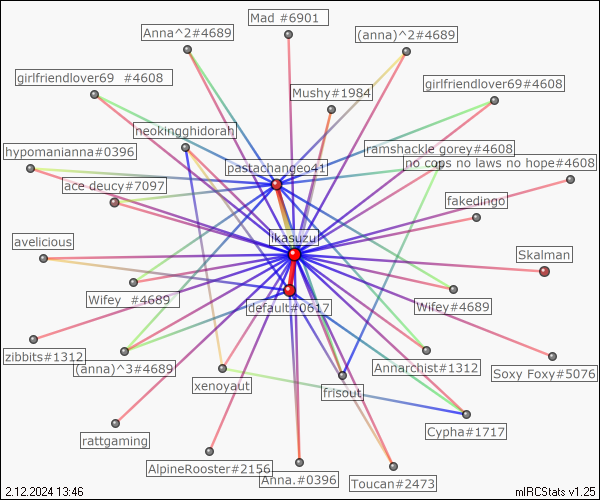 Mad #6901
Anna^2#4689
(anna)^2#4689
girlfriendlover69  #4608
girlfriendlover69#4608
Mushy#1984
neokingghidorah
hypomanianna#0396
ramshackle gorey#4608
no cops no laws no hope#4608
pastachangeo41
ace deucy#7097
fakedingo
ikasuzu
avelicious
Skalman
Wifey  #4689
default#0617
Wifey#4689
zibbits#1312
(anna)^3#4689
Annarchist#1312
Soxy Foxy#5076
xenoyaut
frisout
rattgaming
Cypha#1717
AlpineRooster#2156
Anna.#0396
Toucan#2473
2.12.2024 13:46
mIRCStats v1.25